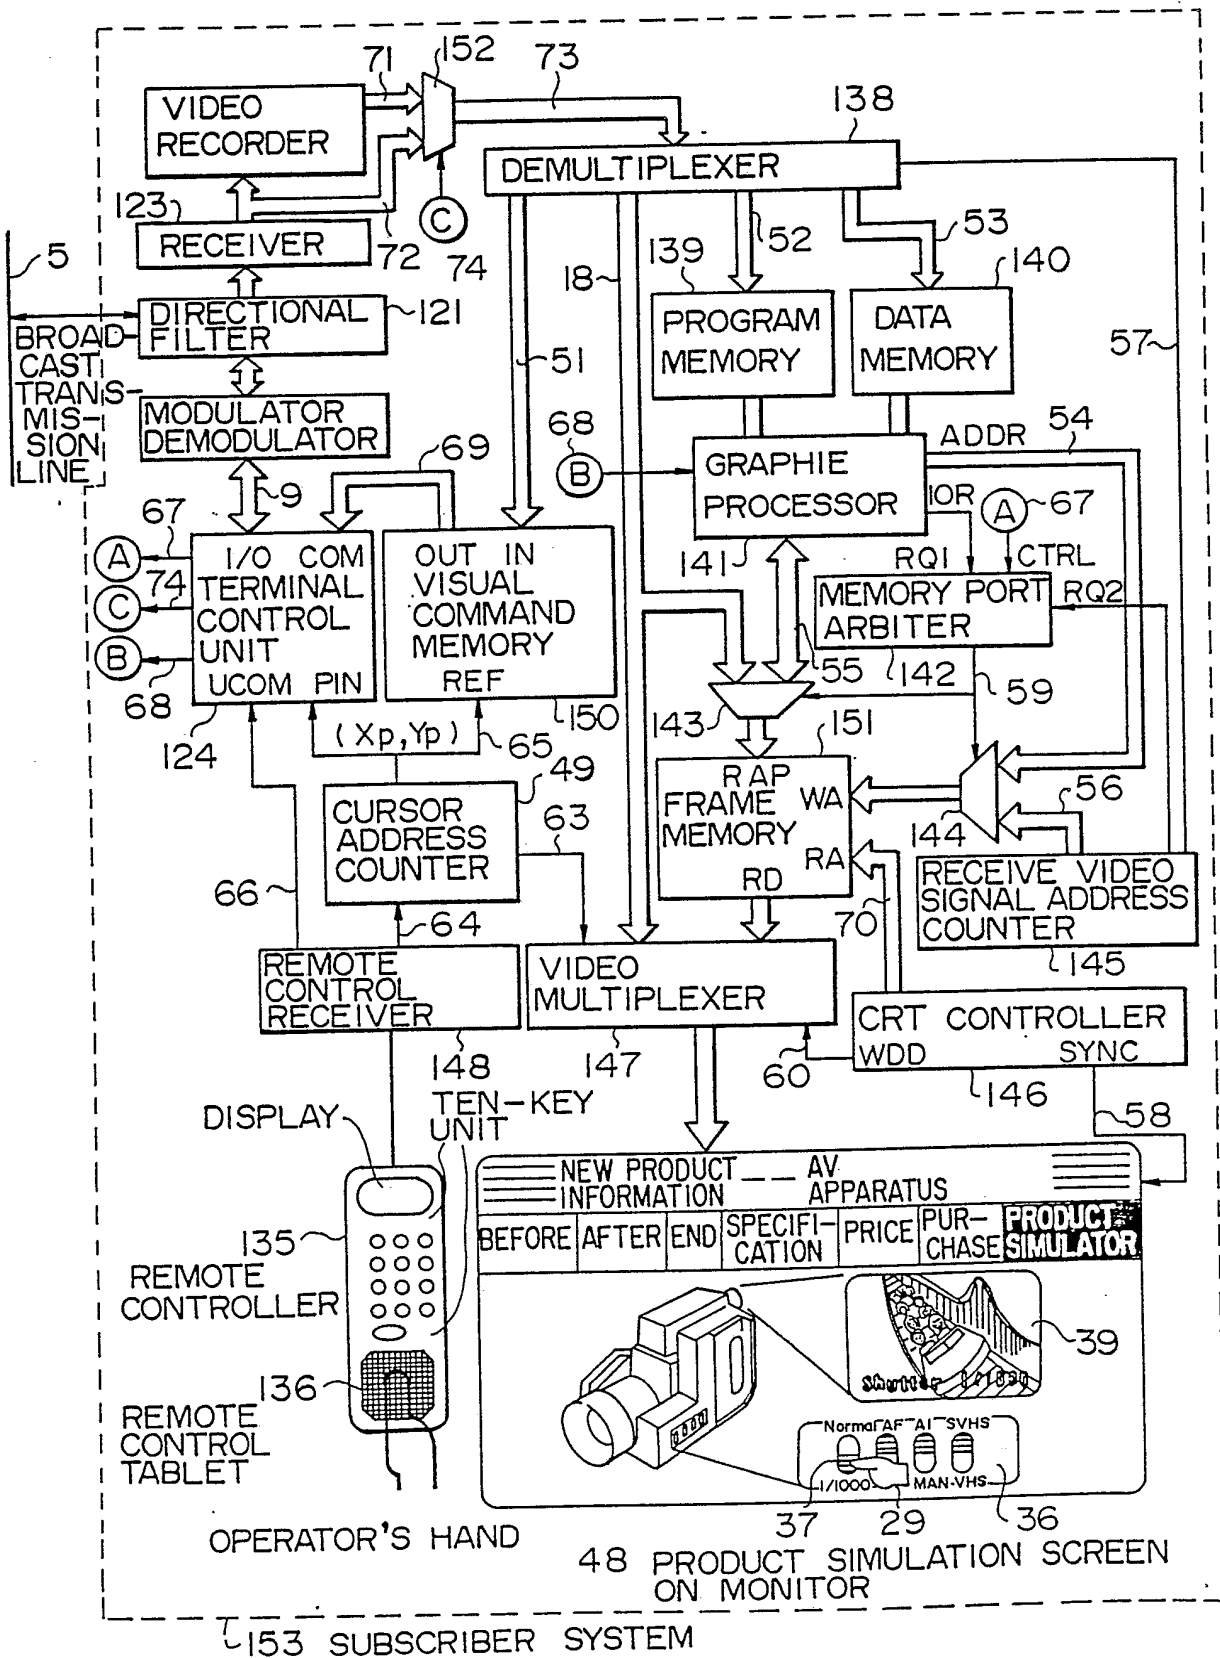 71
152
73
138
VIDEO
RECORDER
DEMULTIPLEXER
C
123
RECEIVER
72
74
18
52
53
57
5
139
140
DIRECTIONAL
FILTER
121
BROAD-
CAST
TRANS-
MIS-
SION
LINE
51
PROGRAM
MEMORY
DATA
MEMORY
MODULATOR
DEMODULATOR
69
68
B
ADDR
54
GRAPHIE
PROCESSOR
9
IOR
A
67
67
A
74
C
B
68
I/O COM
TERMINAL
CONTROL
UNIT
UCOM PIN
OUT IN
VISUAL
COMMAND
MEMORY
REF
141
RQ1
CTRL
MEMORY PORT
ARBITER
RQ2
55
142
59
124
(Xp,Yp)
65
150
143
151
49
CURSOR
ADDRESS
COUNTER
63
RAP
FRAME
MEMORY
WA
RA
RD
144
56
66
64
70
RECEIVE VIDEO
SIGNAL ADDRESS
COUNTER
145
REMOTE
CONTROL
RECEIVER
VIDEO
MULTIPLEXER
CRT CONTROLLER
WDD SYNC
148
147
60
146
58
DISPLAY
TEN-KEY
UNIT
NEW PRODUCT __ AV
INFORMATION APPARATUS
BEFORE
AFTER
END
SPECIFI-
CATION
PRICE
PUR-
CHASE
PRODUCT
SIMULATOR
135
REMOTE
CONTROLLER
39
shutter
136
REMOTE
CONTROL
TABLET
Normal AF AI SVHS
1/1000 MAN-VHS
37
29
36
OPERATOR'S HAND
48 PRODUCT SIMULATION SCREEN
ON MONITOR
153 SUBSCRIBER SYSTEM